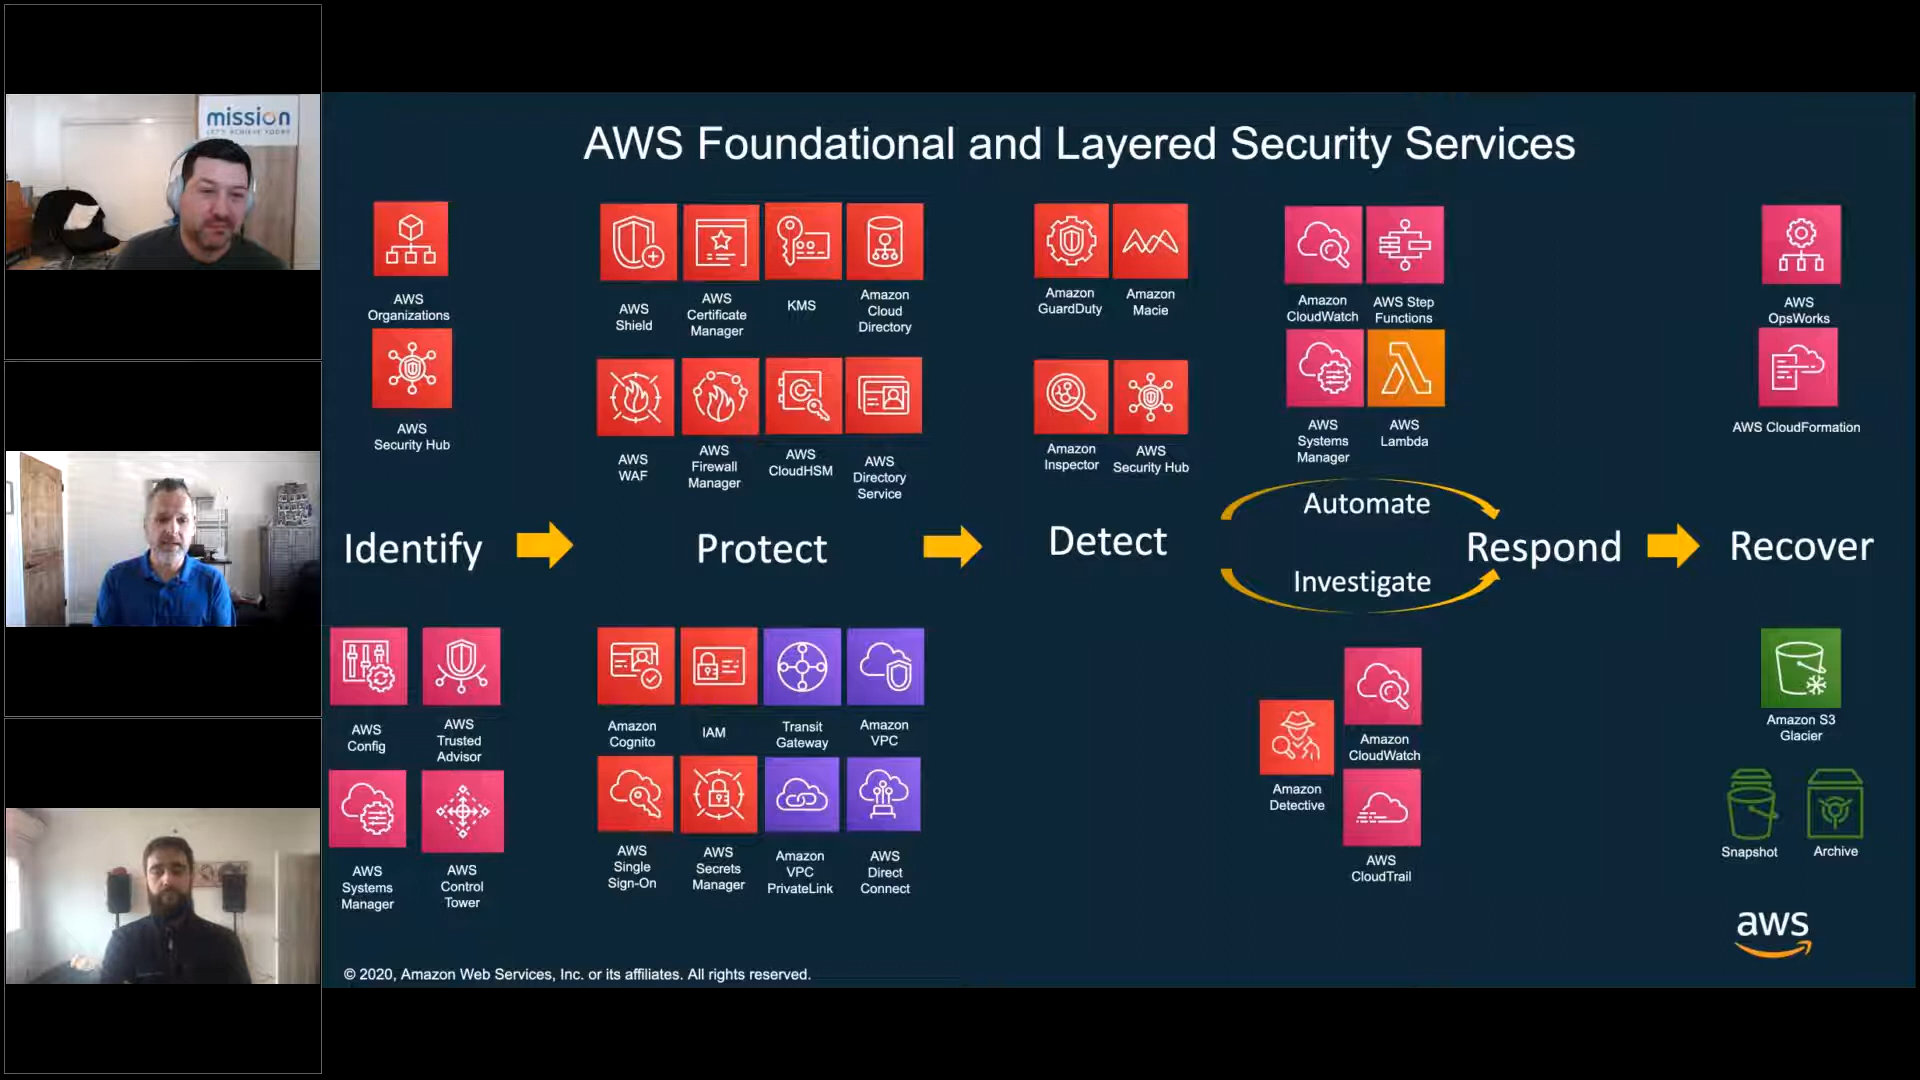 mission
LET'S ACHIEVE TODAY
AWS Foundational and Layered Security Services
AWS
Organizations
AWS
Security Hub
AWS
Shield
AWS
Certificate
Manager
KMS
Amazon
Cloud
Directory
AWS
WAF
AWS
Firewall
Manager
AWS
CloudHSM
AWS
Directory
Service
Amazon
GuardDuty
Amazon
Macie
Amazon
Inspector
AWS
Security Hub
Amazon
CloudWatch
AWS Step
Functions
AWS
Systems
Manager
AWS
Lambda
AWS
OpsWorks
AWS CloudFormation
Identify
Protect
Detect
Automate
Investigate
Respond
Recover
AWS
Config
AWS
Trusted
Advisor
AWS
Systems
Manager
AWS
Control
Tower
Amazon
Cognito
IAM
Transit
Gateway
Amazon
VPC
AWS
Single
Sign-On
AWS
Secrets
Manager
Amazon
VPC
PrivateLink
AWS
Direct
Connect
Amazon
Detective
Amazon
CloudWatch
AWS
CloudTrail
Amazon S3
Glacier
Snapshot
Archive
aws
© 2020, Amazon Web Services, Inc. or its affiliates. All rights reserved.